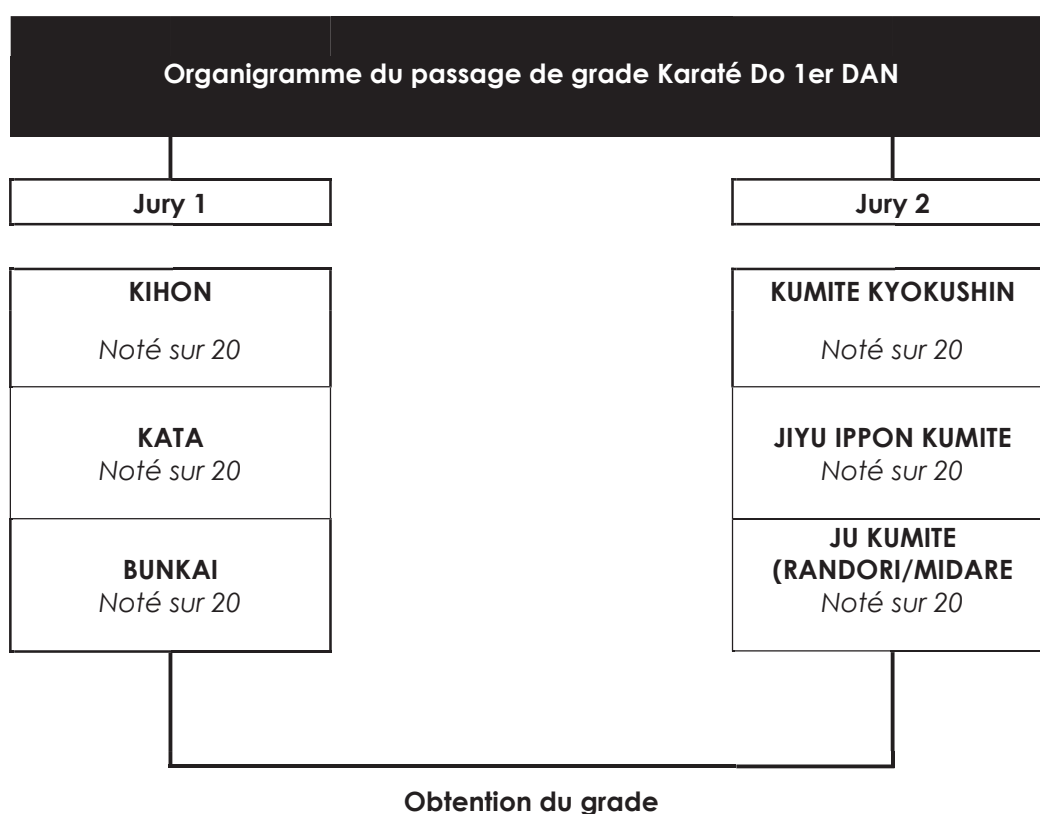 Organigramme du passage de grade Karaté Do 1er DAN
Jury 1
Jury 2
KIHON
Noté sur 20
KATA
Noté sur 20
BUNKAI
Noté sur 20
KUMITE KYOKUSHIN
Noté sur 20
JIYU IPPON KUMITE
Noté sur 20
JU KUMITE
(RANDORI/MIDARE
Noté sur 20
Obtention du grade